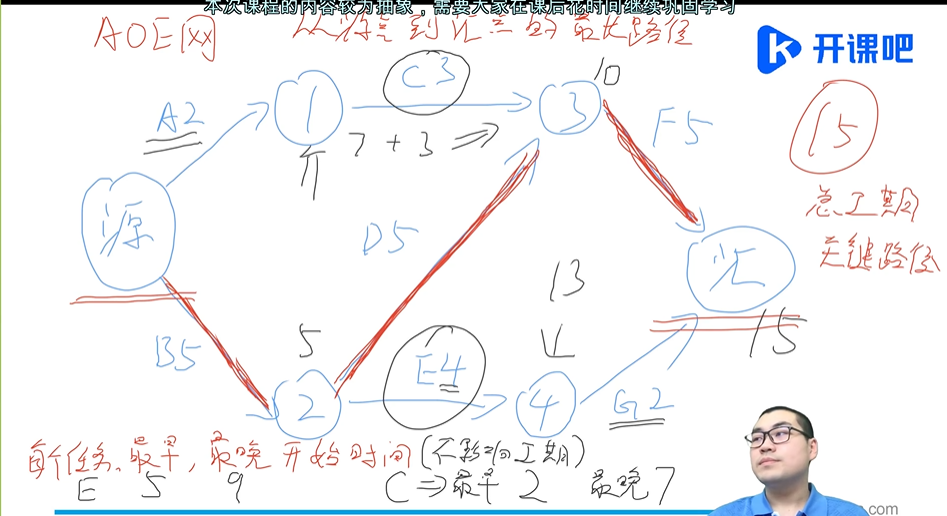 本次课程的内容较为抽象，需要大家在课后花时间继续巩固学习
AOE网 从源点到汇点的最长路径
开课吧
A2 1 C3 3 10 F5 15
7 + 3 ⇒
源 D5 总工期
关键路径
汇
13
B5 5 15
2 E4 4 G2
每个任务、最早，最晚开始时间(不影响工期)
E 5 9 C⇒最早 2 最晚 7
.com